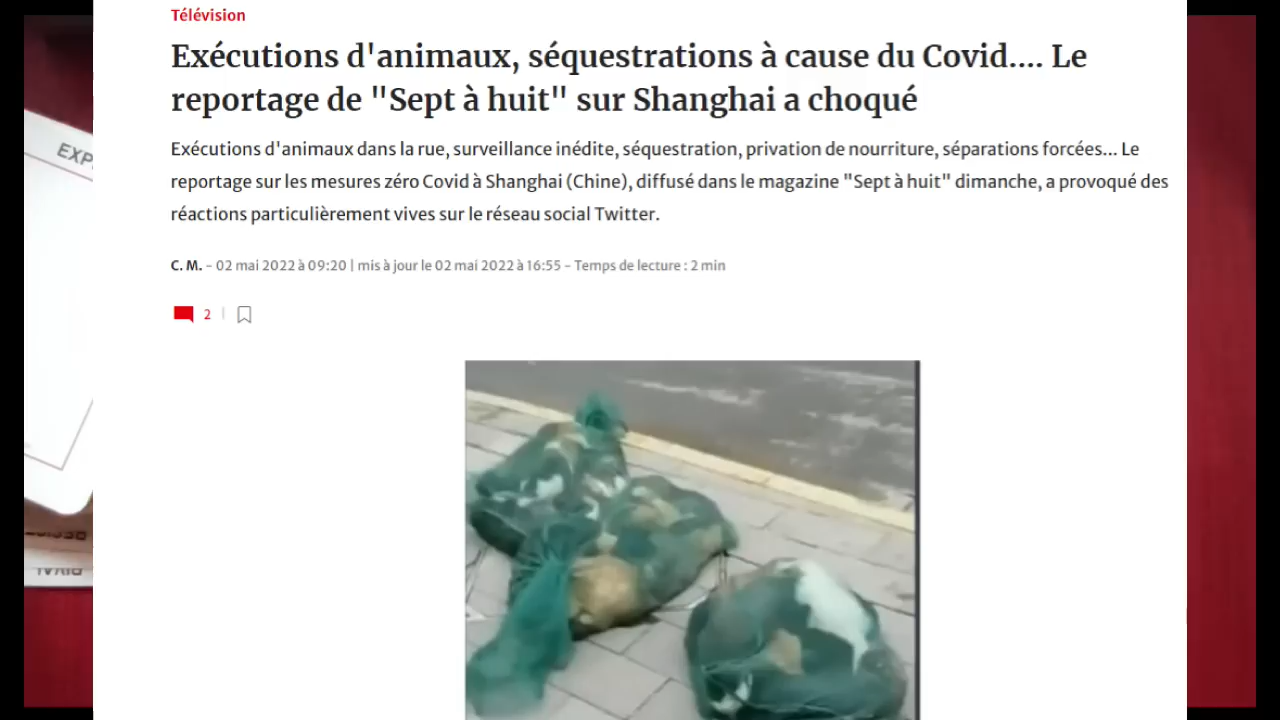 Télévision
Exécutions d'animaux, séquestrations à cause du Covid.... Le
reportage de "Sept à huit" sur Shanghai a choqué
Exécutions d'animaux dans la rue, surveillance inédite, séquestration, privation de nourriture, séparations forcées... Le
reportage sur les mesures zéro Covid à Shanghai (Chine), diffusé dans le magazine "Sept à huit" dimanche, a provoqué des
réactions particulièrement vives sur le réseau social Twitter.
C. M. - 02 mai 2022 à 09:20 | mis à jour le 02 mai 2022 à 16:55 - Temps de lecture : 2 min
2
EXP